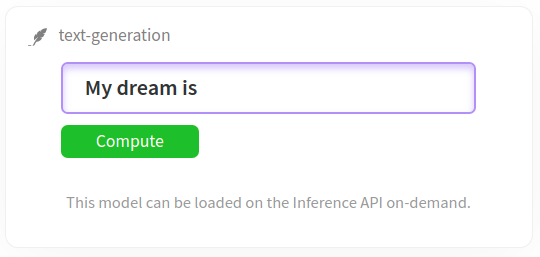 text-generation
My dream is
Compute
This model can be loaded on the Inference API on-demand.